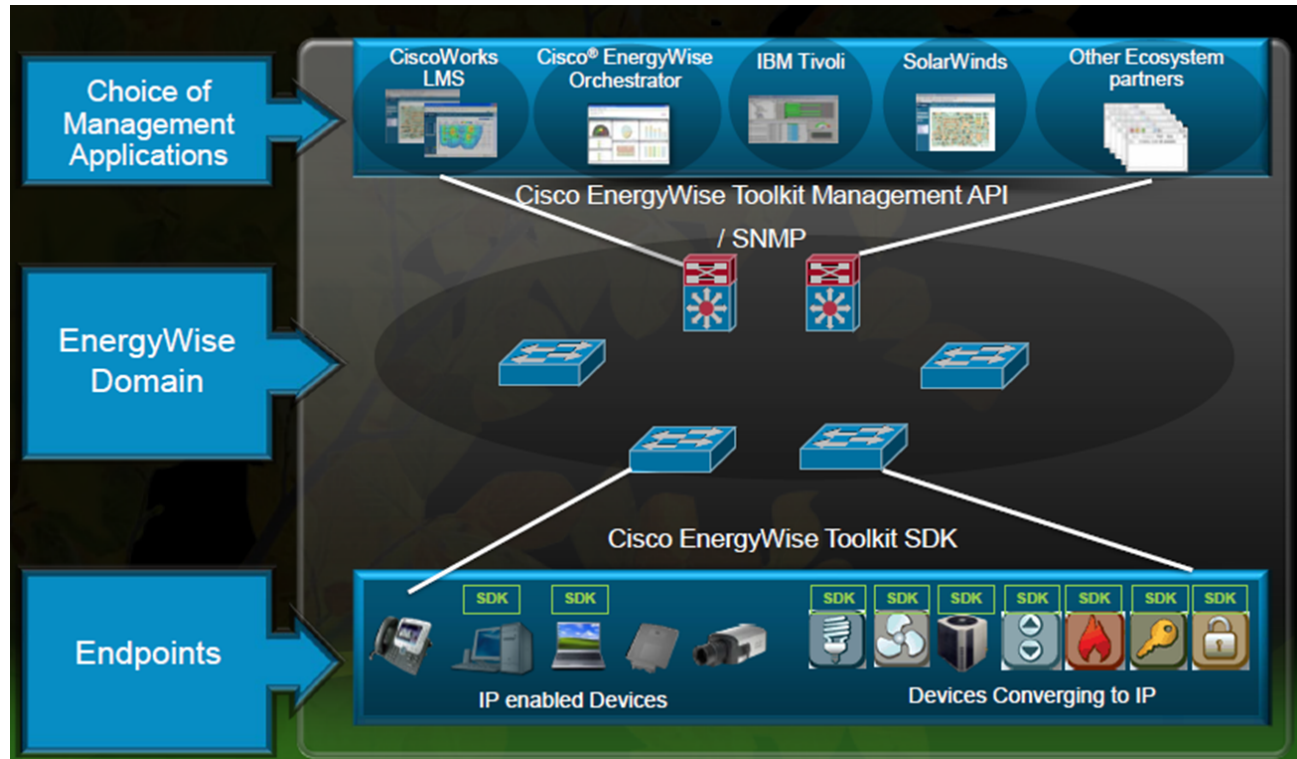 Choice of
Management
Applications
CiscoWorks
LMS
Cisco® EnergyWise
Orchestrator
IBM Tivoli
SolarWinds
Other Ecosystem
partners
Cisco EnergyWise Toolkit Management API
/ SNMP
EnergyWise
Domain
Cisco EnergyWise Toolkit SDK
Endpoints
SDK
SDK
SDK
SDK
SDK
SDK
SDK
SDK
SDK
IP enabled Devices
Devices Converging to IP